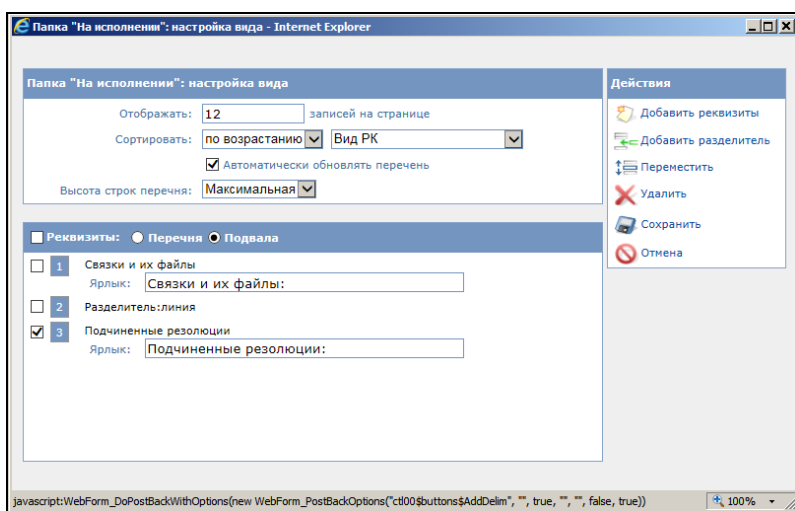 Папка "На исполнении": настройка вида - Internet Explorer
Папка "На исполнении": настройка вида
Отображать: 12 записей на странице
Сортировать: по возрастанию Вид РК
Автоматически обновлять перечень
Высота строк перечня: Максимальная
Действия
Добавить реквизиты
Добавить разделитель
Переместить
Удалить
Сохранить
Отмена
Реквизиты: Перечня Подвала
1 Связки и их файлы
Ярлык: Связки и их файлы:
2 Разделитель:линия
3 Подчиненные резолюции
Ярлык: Подчиненные резолюции:
javascript:WebForm_DoPostBackWithOptions(new WebForm_PostBackOptions("ctl00$buttons$AddDelim", "", true, "", "", false, true)) 100%